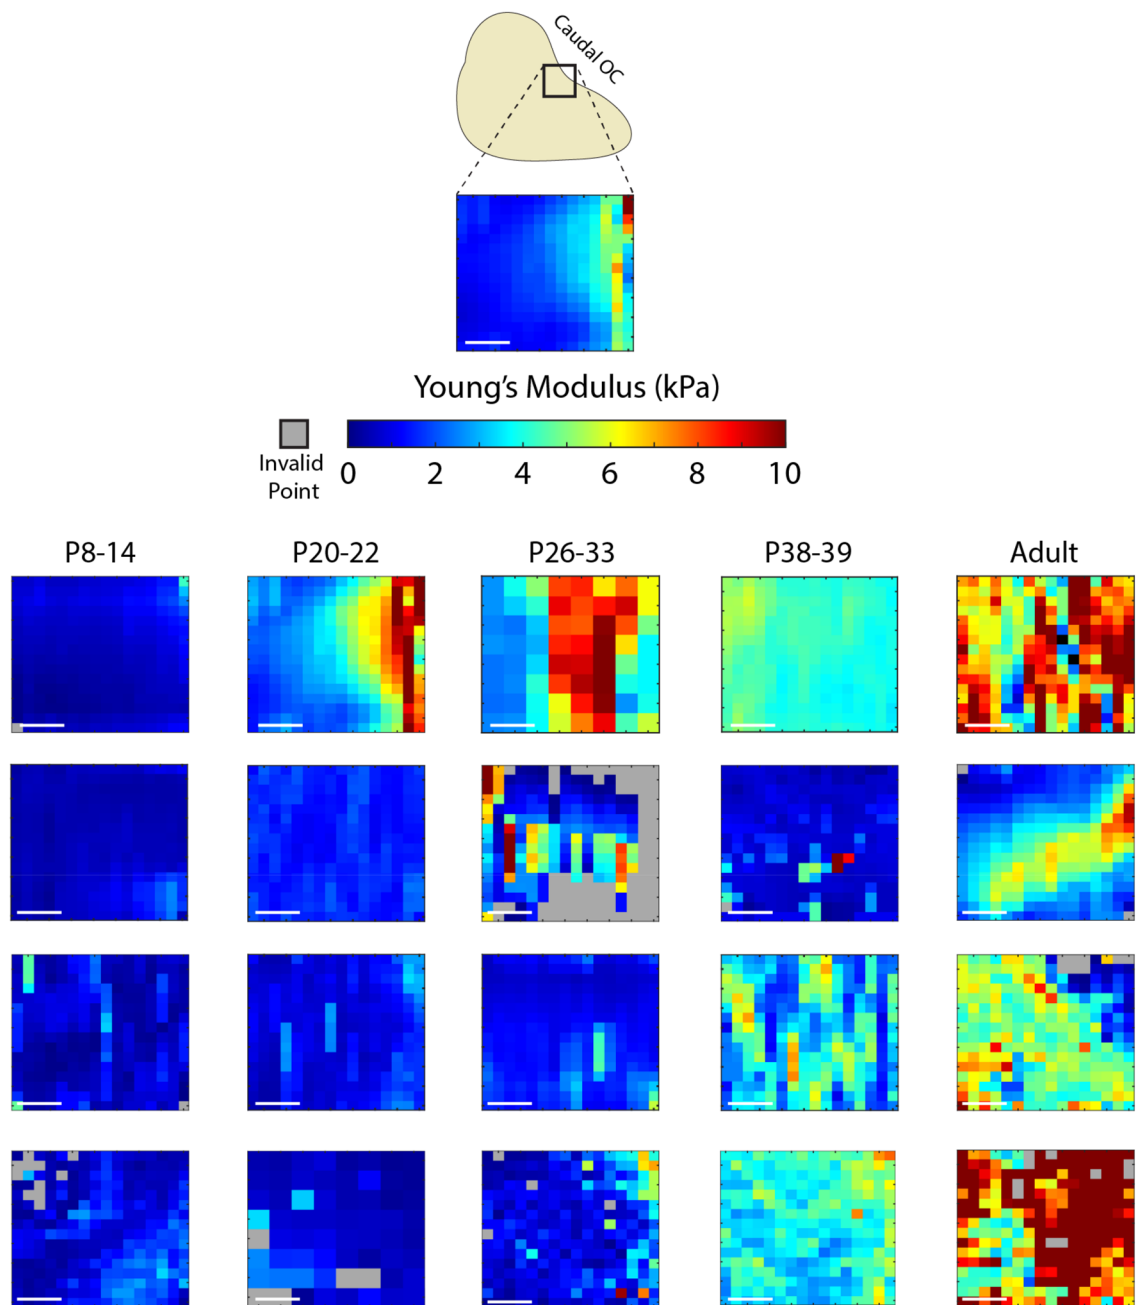 Caudal OC
Young's Modulus (kPa)
Invalid
Point
0 2 4 6 8 10
P8-14 P20-22 P26-33 P38-39 Adult